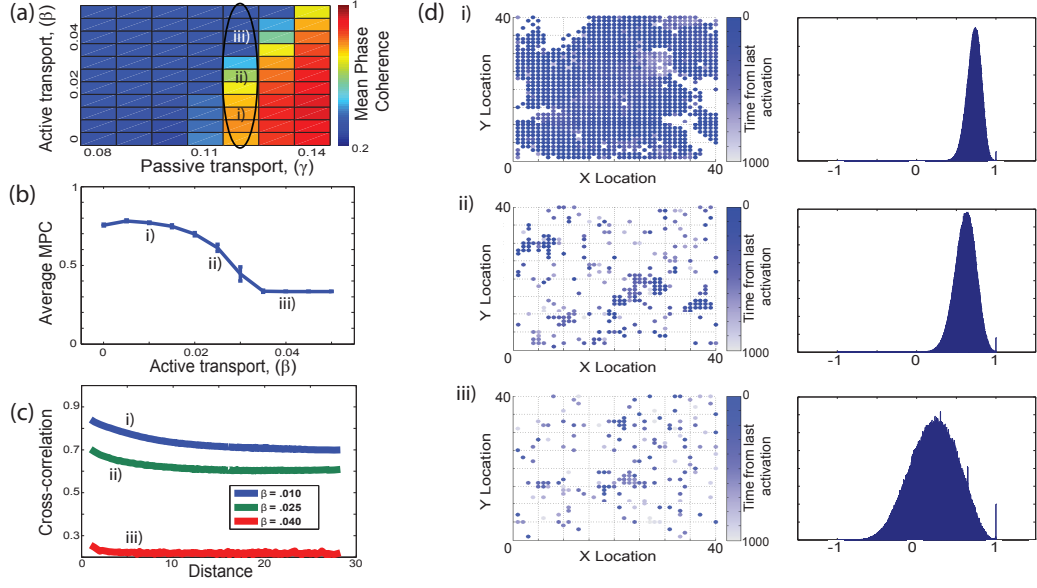 (a)
Active transport, (β)
0.04
0.02
0
iii)
ii)
i)
0.08
0.11
0.14
Passive transport, (γ)
1
0.2
Mean Phase
Coherence
(b)
Average MPC
1
0.5
0
i)
ii)
iii)
0
0.02
0.04
Active transport, (β)
(c)
Cross-correlation
0.9
0.7
0.5
0.3
i)
ii)
iii)
β = .010
β = .025
β = .040
0
10
20
30
Distance
(d)
i)
40
Y Location
0
40
X Location
0
1000
Time from last
activation
-1
0
1
ii)
40
Y Location
0
40
X Location
0
1000
Time from last
activation
-1
0
1
iii)
40
Y Location
0
40
X Location
0
1000
Time from last
activation
-1
0
1